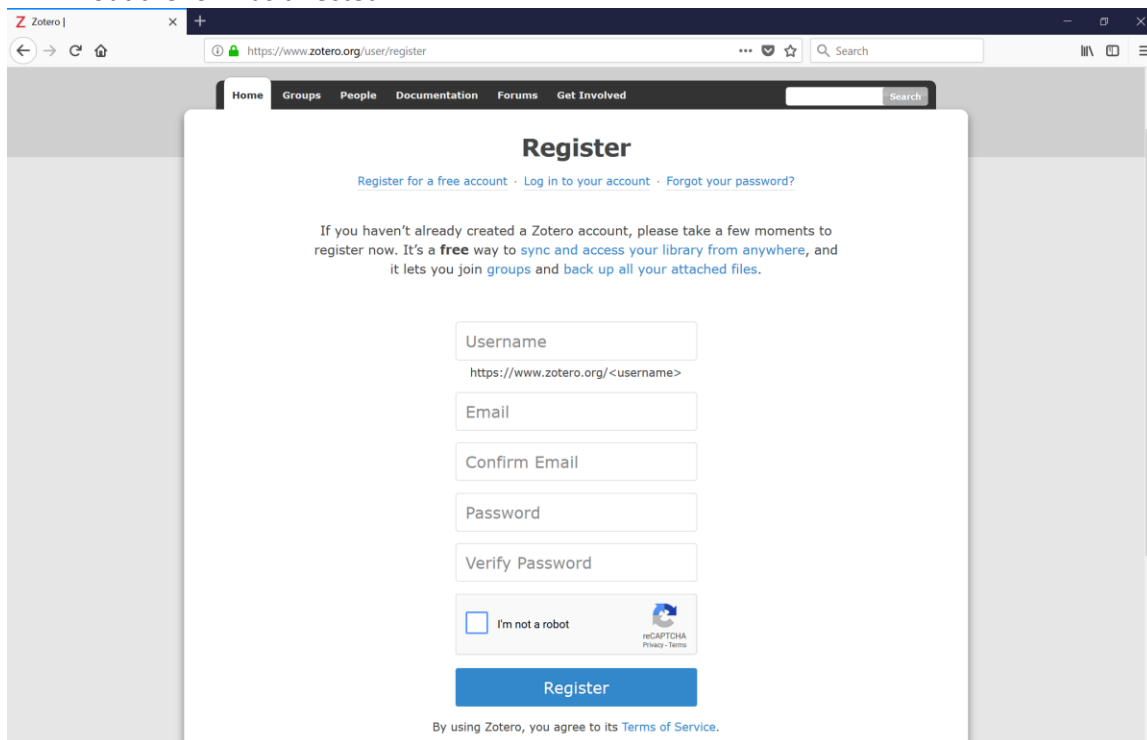 Z Zotero |
https://www.zotero.org/user/register
Search
Home Groups People Documentation Forums Get Involved
Search
Register
Register for a free account · Log in to your account · Forgot your password?
If you haven’t already created a Zotero account, please take a few moments to
register now. It’s a free way to sync and access your library from anywhere, and
it lets you join groups and back up all your attached files.
Username
https://www.zotero.org/<username>
Email
Confirm Email
Password
Verify Password
I'm not a robot
reCAPTCHA
Privacy - Terms
Register
By using Zotero, you agree to its Terms of Service.